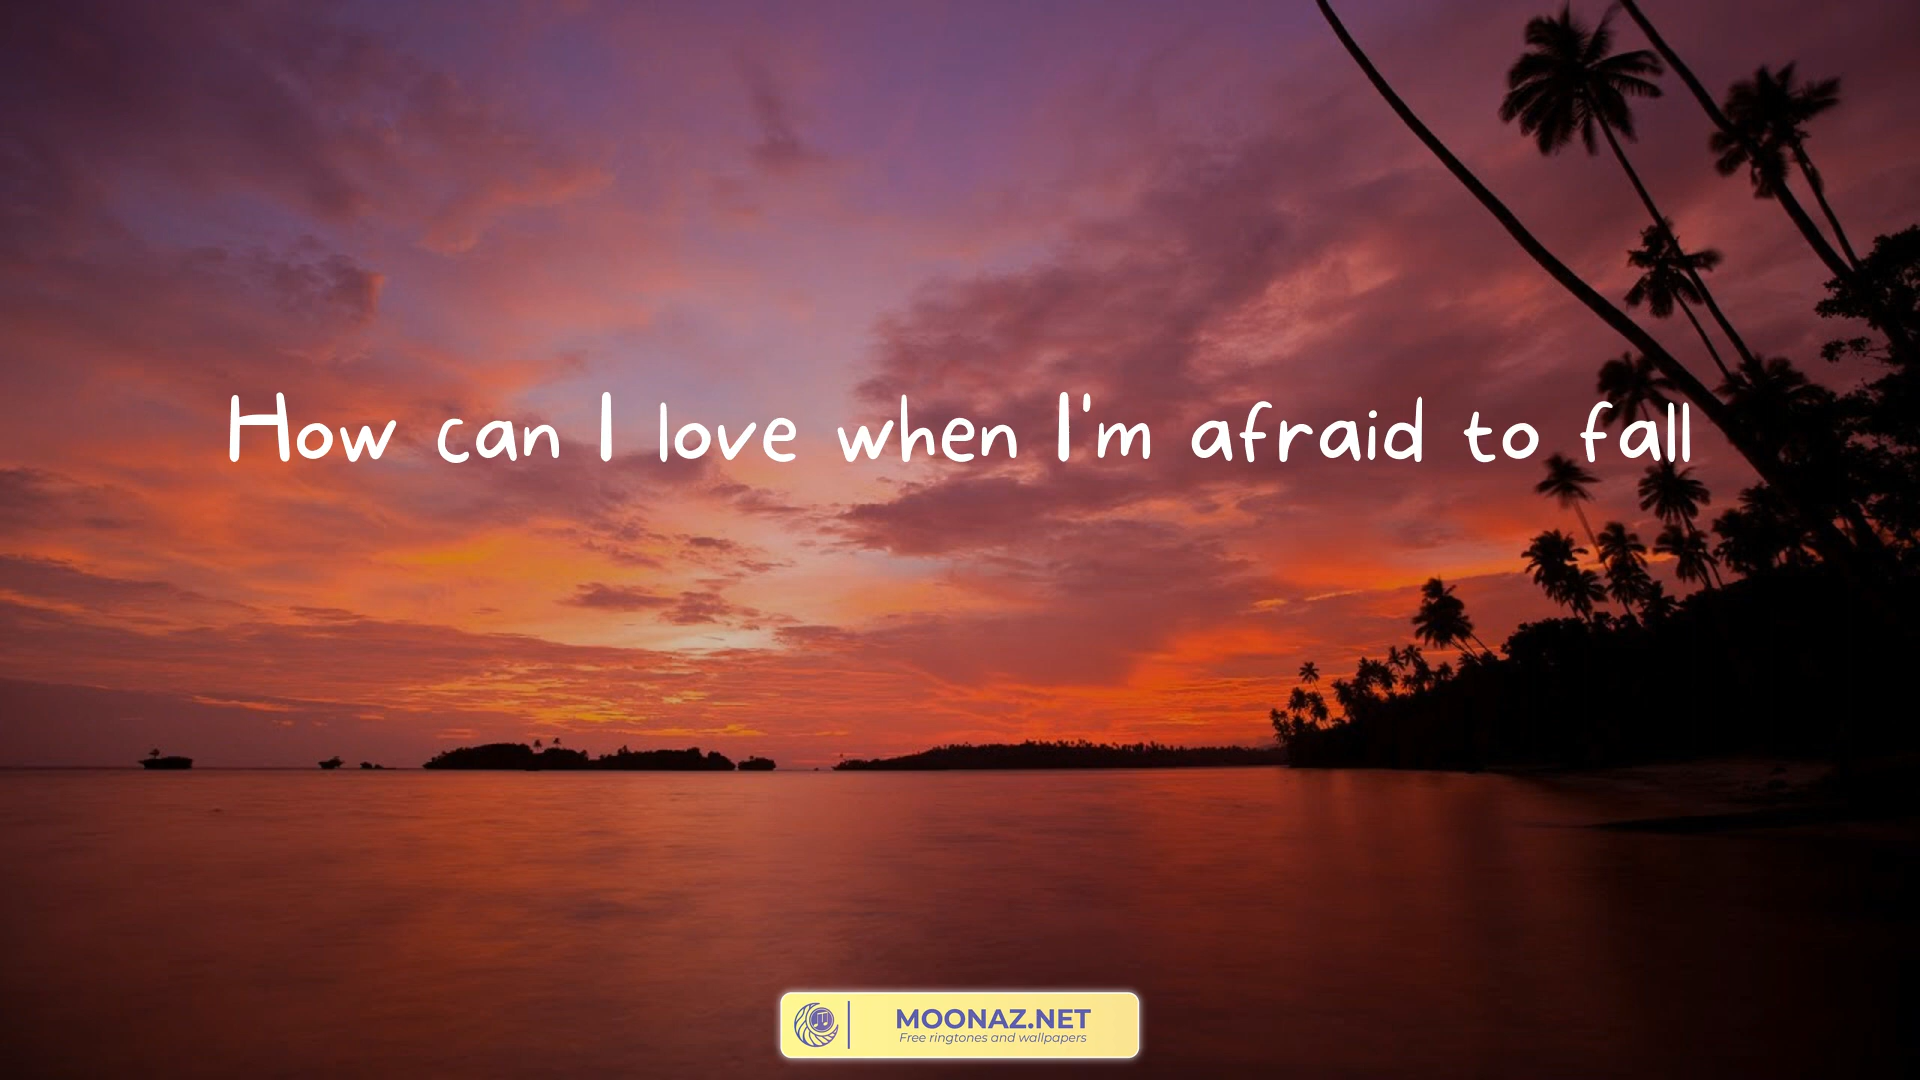 How can I love when I'm afraid to fall
MOONAZ.NET
Free ringtones and wallpapers